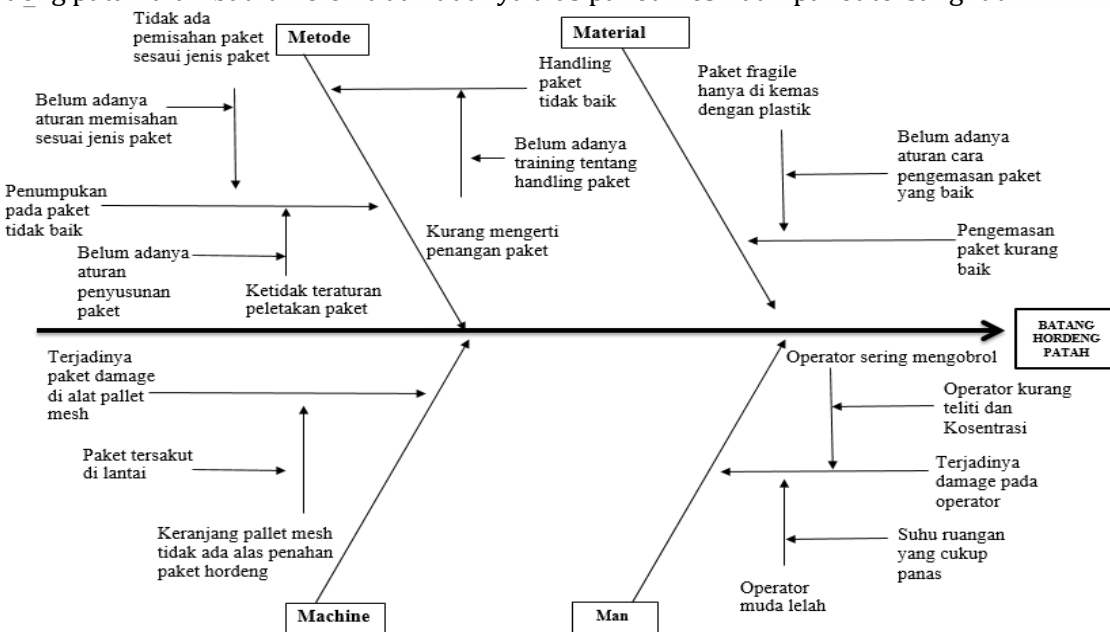 Tidak ada
pemisahan paket
sesaui jenis paket
Metode
Material
Handling
paket
tidak baik
Paket fragile
hanya di kemas
dengan plastik
Belum adanya
aturan memisahan
sesuai jenis paket
Belum adanya
training tentang
handling paket
Belum adanya
aturan cara
pengemasan paket
yang baik
Penumpukan
pada paket
tidak baik
Kurang mengerti
penangan paket
Pengemasan
paket kurang
baik
Belum adanya
aturan
penyusunan
paket
Ketidak teraturan
peletakan paket
BATANG
HORDENG
PATAH
Terjadinya
paket damage
di alat pallet
mesh
Operator sering mengobrol
Operator kurang
teliti dan
Kosentrasi
Paket tersakut
di lantai
Terjadinya
damage pada
operator
Keranjang pallet mesh
tidak ada alas penahan
paket hordeng
Suhu ruangan
yang cukup
panas
Operator
muda lelah
Machine
Man